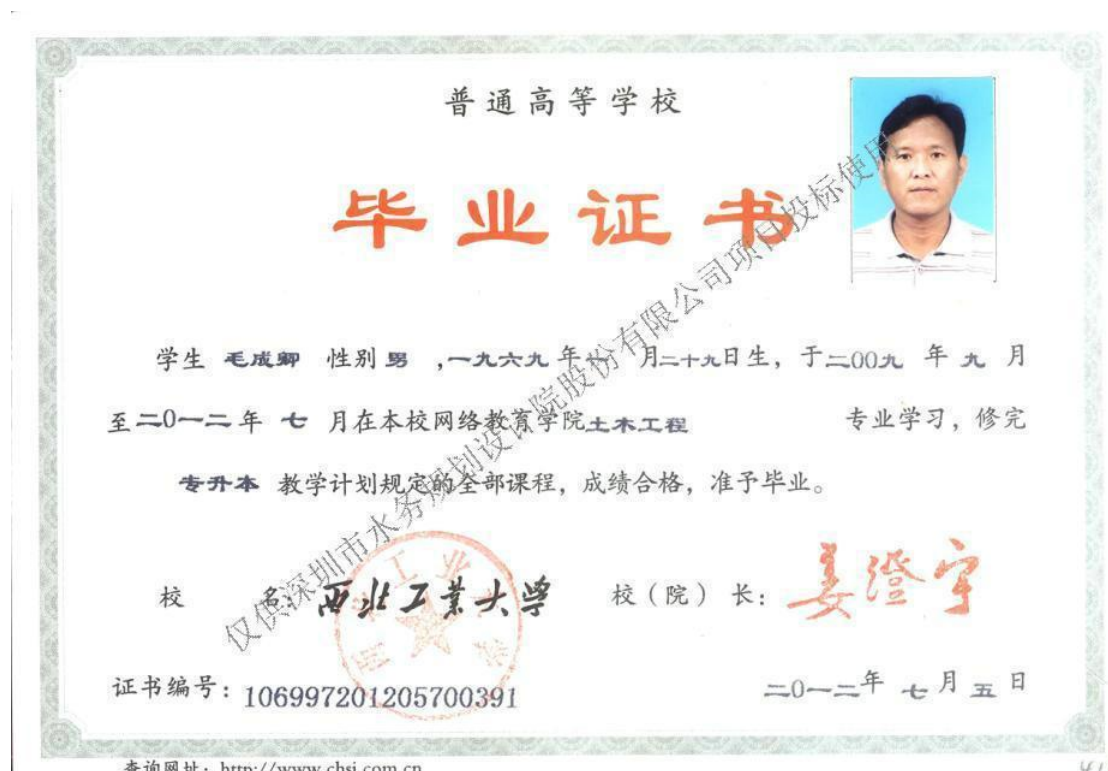 普通高等学校
毕业证书
学生 毛成卿 性别 男 ，一九六九 年 月二十九日生，于二00九 年 九 月
至二0一二年 七 月在本校网络教育学院土木工程 专业学习，修完
专升本 教学计划规定的全部课程，成绩合格，准予毕业。
校 名：西北工业大学 校（院）长：姜澄宇
证书编号：106997201205700391 二0一二年 七 月 五 日
查询网址：http://www.chsi.com.cn
仅供深圳市水务规划设计院股份有限公司项目投标使用